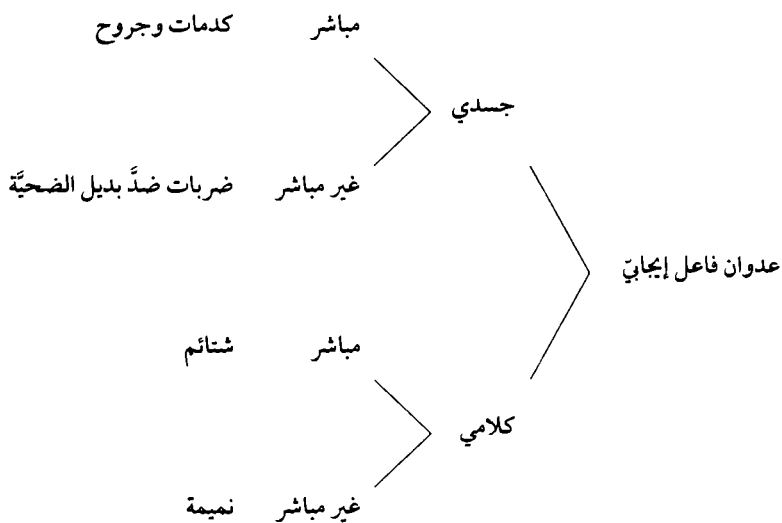 مباشر كدمات وجروح
جسدي
غير مباشر ضربات ضدَّ بديل الضحيَّة
عدوان فاعل إيجابيّ
مباشر شتائم
كلامي
غير مباشر نميمة